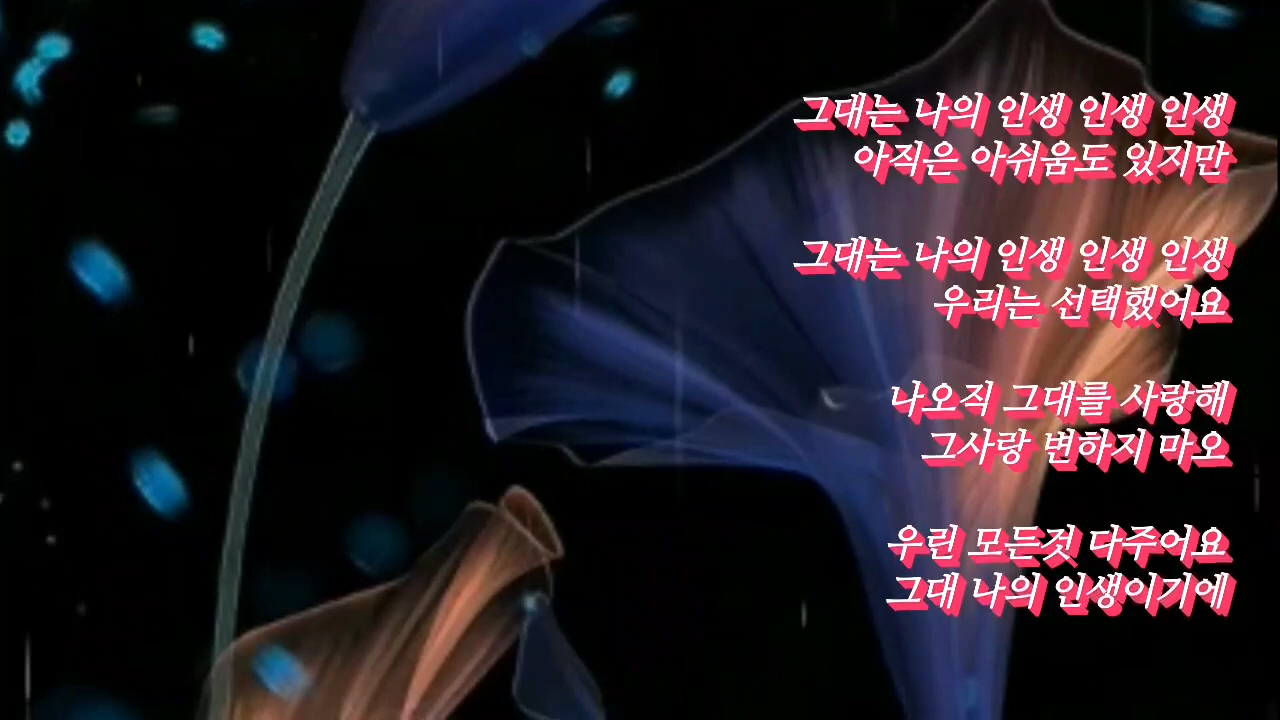 그대는 나의 인생 인생 인생
아직은 아쉬움도 있지만
그대는 나의 인생 인생 인생
우리는 선택했어요
나오직 그대를 사랑해
그사랑 변하지 마오
우린 모든것 다주어요
그대 나의 인생이기에